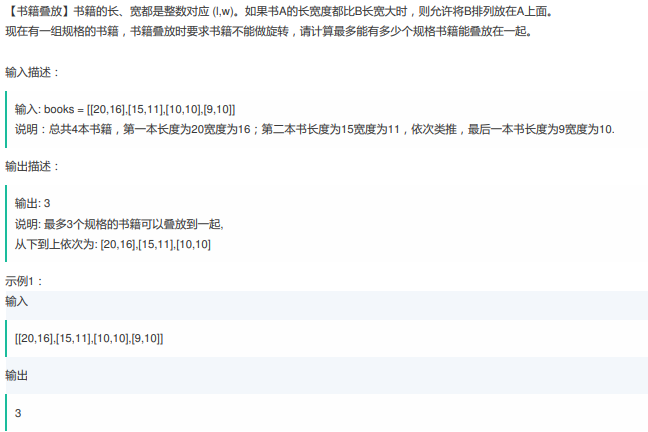 【书籍叠放】书籍的长、宽都是整数对应 (l,w)。如果书A的长宽度都比B长宽大时，则允许将B排列放在A上面。
现在有一组规格的书籍，书籍叠放时要求书籍不能做旋转，请计算最多能有多少个规格书籍能叠放在一起。
输入描述：
输入: books = [[20,16],[15,11],[10,10],[9,10]]
说明：总共4本书籍，第一本长度为20宽度为16；第二本书长度为15宽度为11，依次类推，最后一本书长度为9宽度为10.
输出描述：
输出: 3
说明: 最多3个规格的书籍可以叠放到一起,
从下到上依次为: [20,16],[15,11],[10,10]
示例1：
输入
[[20,16],[15,11],[10,10],[9,10]]
输出
3